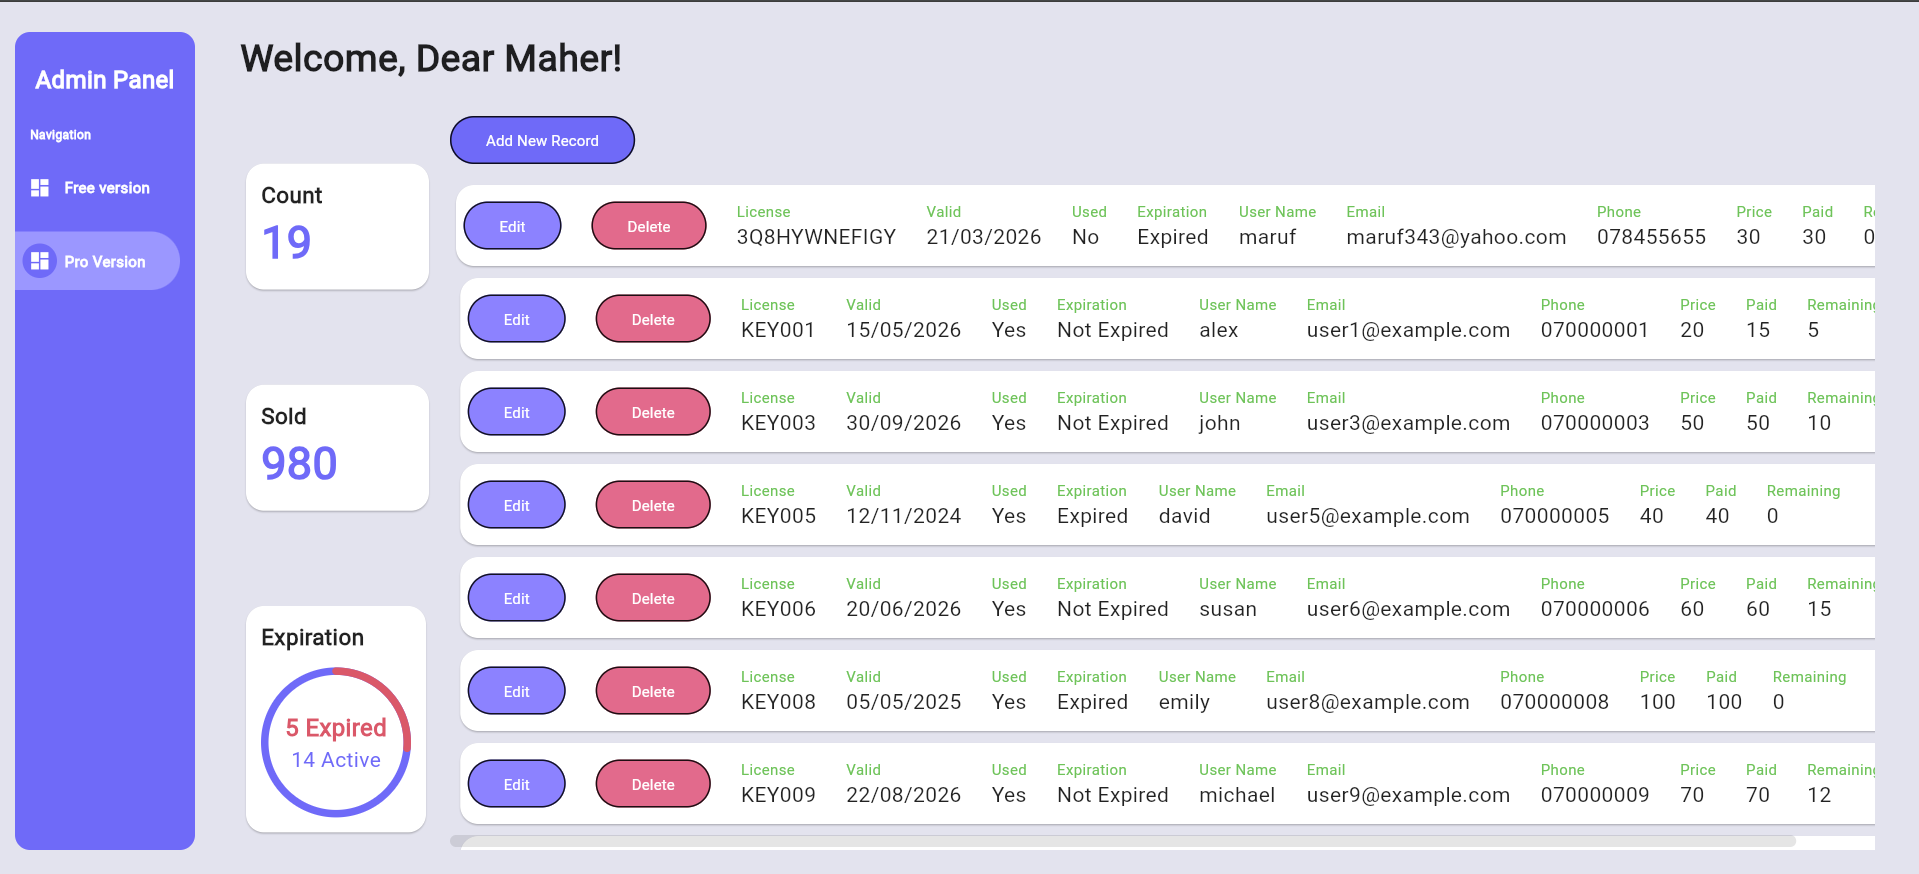 Admin Panel
Navigation
Free version
Pro Version
Welcome, Dear Maher!
Add New Record
Count
19
Sold
980
Expiration
5 Expired
14 Active
Edit Delete License Valid Used Expiration User Name Email Phone Price Paid
3Q8HYWNEFIGY 21/03/2026 No Expired maruf maruf343@yahoo.com 078455655 30 30 0
Edit Delete License Valid Used Expiration User Name Email Phone Price Paid Remaining
KEY001 15/05/2026 Yes Not Expired alex user1@example.com 070000001 20 15 5
Edit Delete License Valid Used Expiration User Name Email Phone Price Paid Remaining
KEY003 30/09/2026 Yes Not Expired john user3@example.com 070000003 50 50 10
Edit Delete License Valid Used Expiration User Name Email Phone Price Paid Remaining
KEY005 12/11/2024 Yes Expired david user5@example.com 070000005 40 40 0
Edit Delete License Valid Used Expiration User Name Email Phone Price Paid Remaining
KEY006 20/06/2026 Yes Not Expired susan user6@example.com 070000006 60 60 15
Edit Delete License Valid Used Expiration User Name Email Phone Price Paid Remaining
KEY008 05/05/2025 Yes Expired emily user8@example.com 070000008 100 100 0
Edit Delete License Valid Used Expiration User Name Email Phone Price Paid Remaining
KEY009 22/08/2026 Yes Not Expired michael user9@example.com 070000009 70 70 12